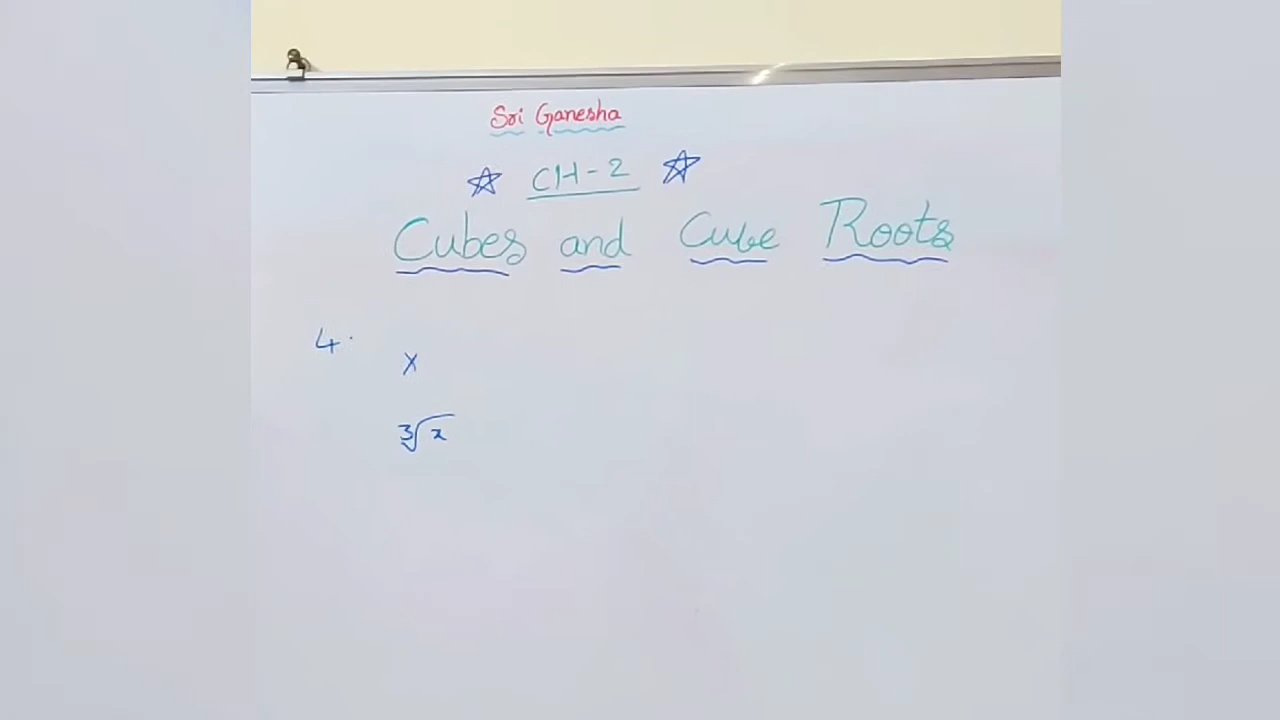 Sri Ganesha
☆ CH-2 ☆
Cubes and Cube Roots
4.
x
∛x